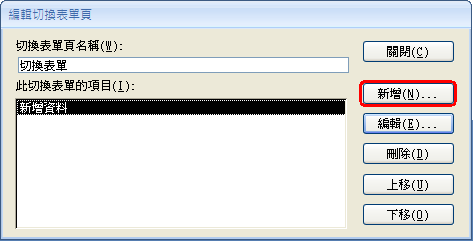 編輯切換表單頁
切換表單頁名稱(W):
切換表單
此切換表單的項目(I):
新增資料
關閉(C)
新增(N)...
編輯(E)...
刪除(D)
上移(U)
下移(O)